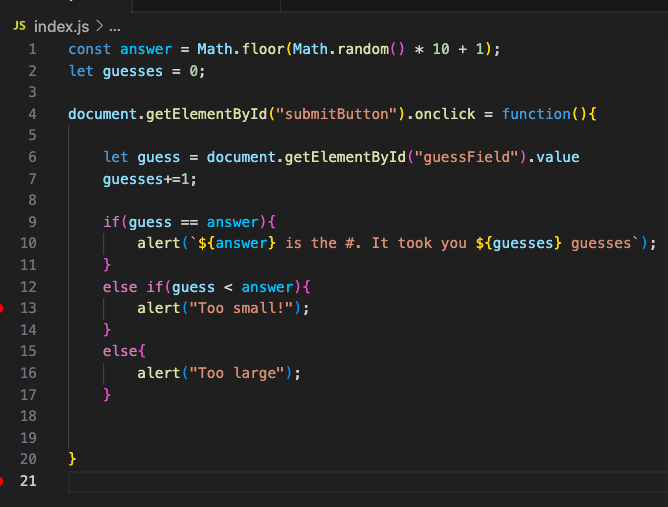 JS index.js > ...
1 const answer = Math.floor(Math.random() * 10 + 1);
2 let guesses = 0;
3
4 document.getElementById("submitButton").onclick = function(){
5
6     let guess = document.getElementById("guessField").value
7     guesses+=1;
8
9     if(guess == answer){
10         alert(`${answer} is the #. It took you ${guesses} guesses`);
11     }
12     else if(guess < answer){
13         alert("Too small!");
14     }
15     else{
16         alert("Too large");
17     }
18
19
20 }
21